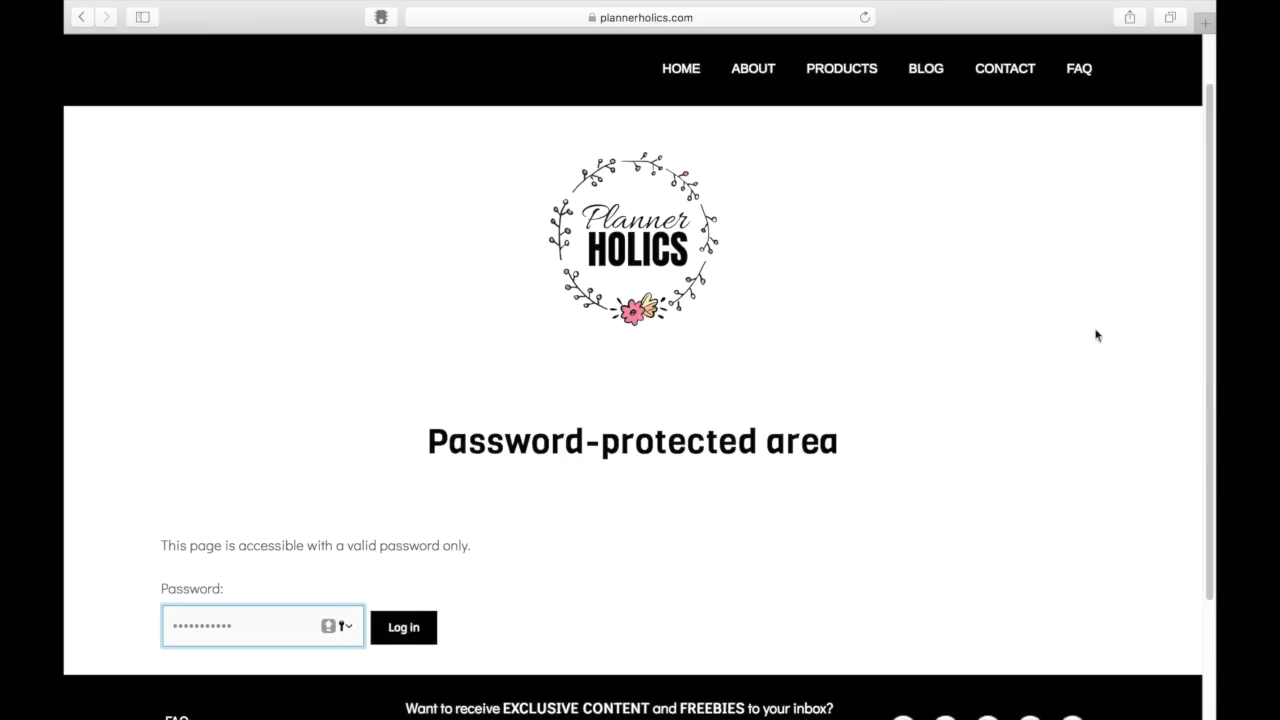 plannerholics.com
HOME ABOUT PRODUCTS BLOG CONTACT FAQ
Planner
HOLICS
Password-protected area
This page is accessible with a valid password only.
Password:
•••••••••••
Log in
Want to receive EXCLUSIVE CONTENT and FREEBIES to your inbox?
FAQ